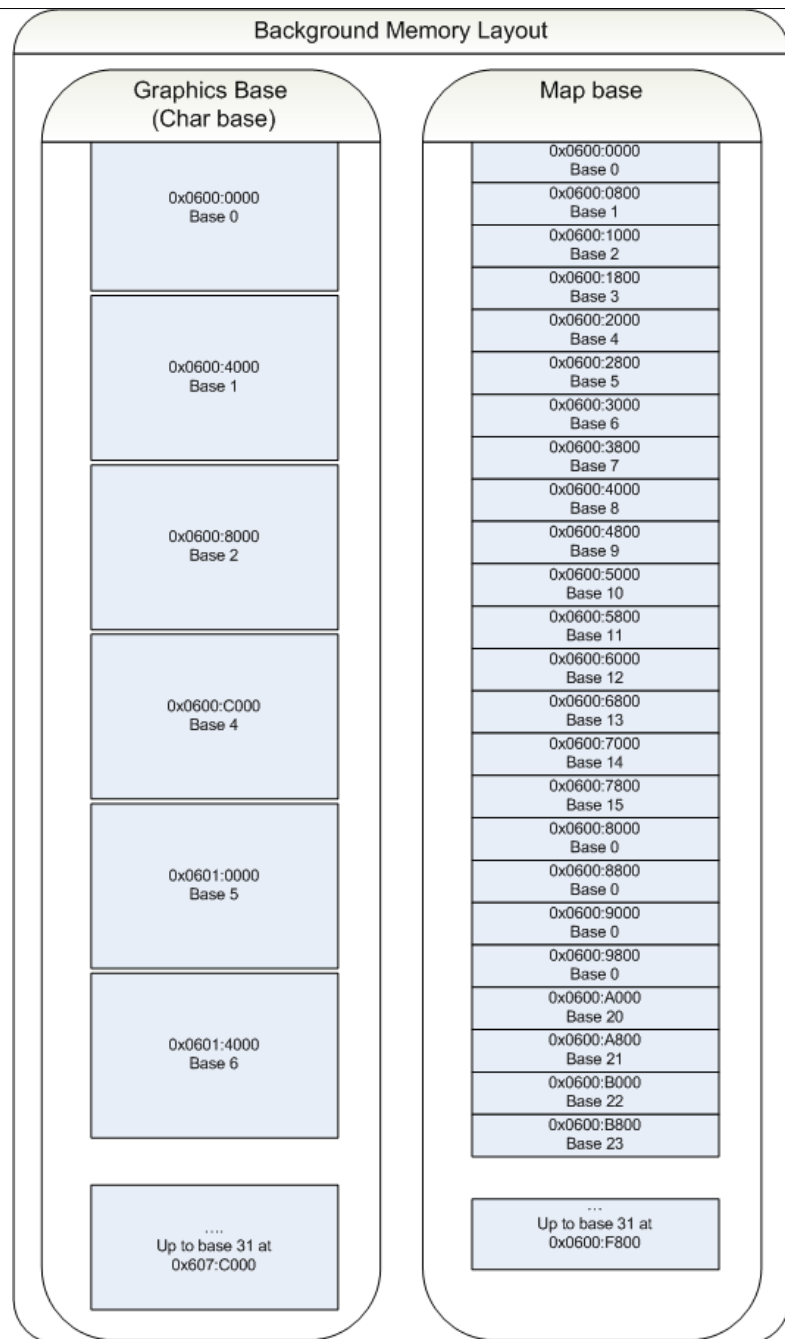 Background Memory Layout
Graphics Base
(Char base)
0x0600:0000
Base 0
0x0600:4000
Base 1
0x0600:8000
Base 2
0x0600:C000
Base 4
0x0601:0000
Base 5
0x0601:4000
Base 6
....
Up to base 31 at
0x607:C000
Map base
0x0600:0000
Base 0
0x0600:0800
Base 1
0x0600:1000
Base 2
0x0600:1800
Base 3
0x0600:2000
Base 4
0x0600:2800
Base 5
0x0600:3000
Base 6
0x0600:3800
Base 7
0x0600:4000
Base 8
0x0600:4800
Base 9
0x0600:5000
Base 10
0x0600:5800
Base 11
0x0600:6000
Base 12
0x0600:6800
Base 13
0x0600:7000
Base 14
0x0600:7800
Base 15
0x0600:8000
Base 0
0x0600:8800
Base 0
0x0600:9000
Base 0
0x0600:9800
Base 0
0x0600:A000
Base 20
0x0600:A800
Base 21
0x0600:B000
Base 22
0x0600:B800
Base 23
...
Up to base 31 at
0x0600:F800